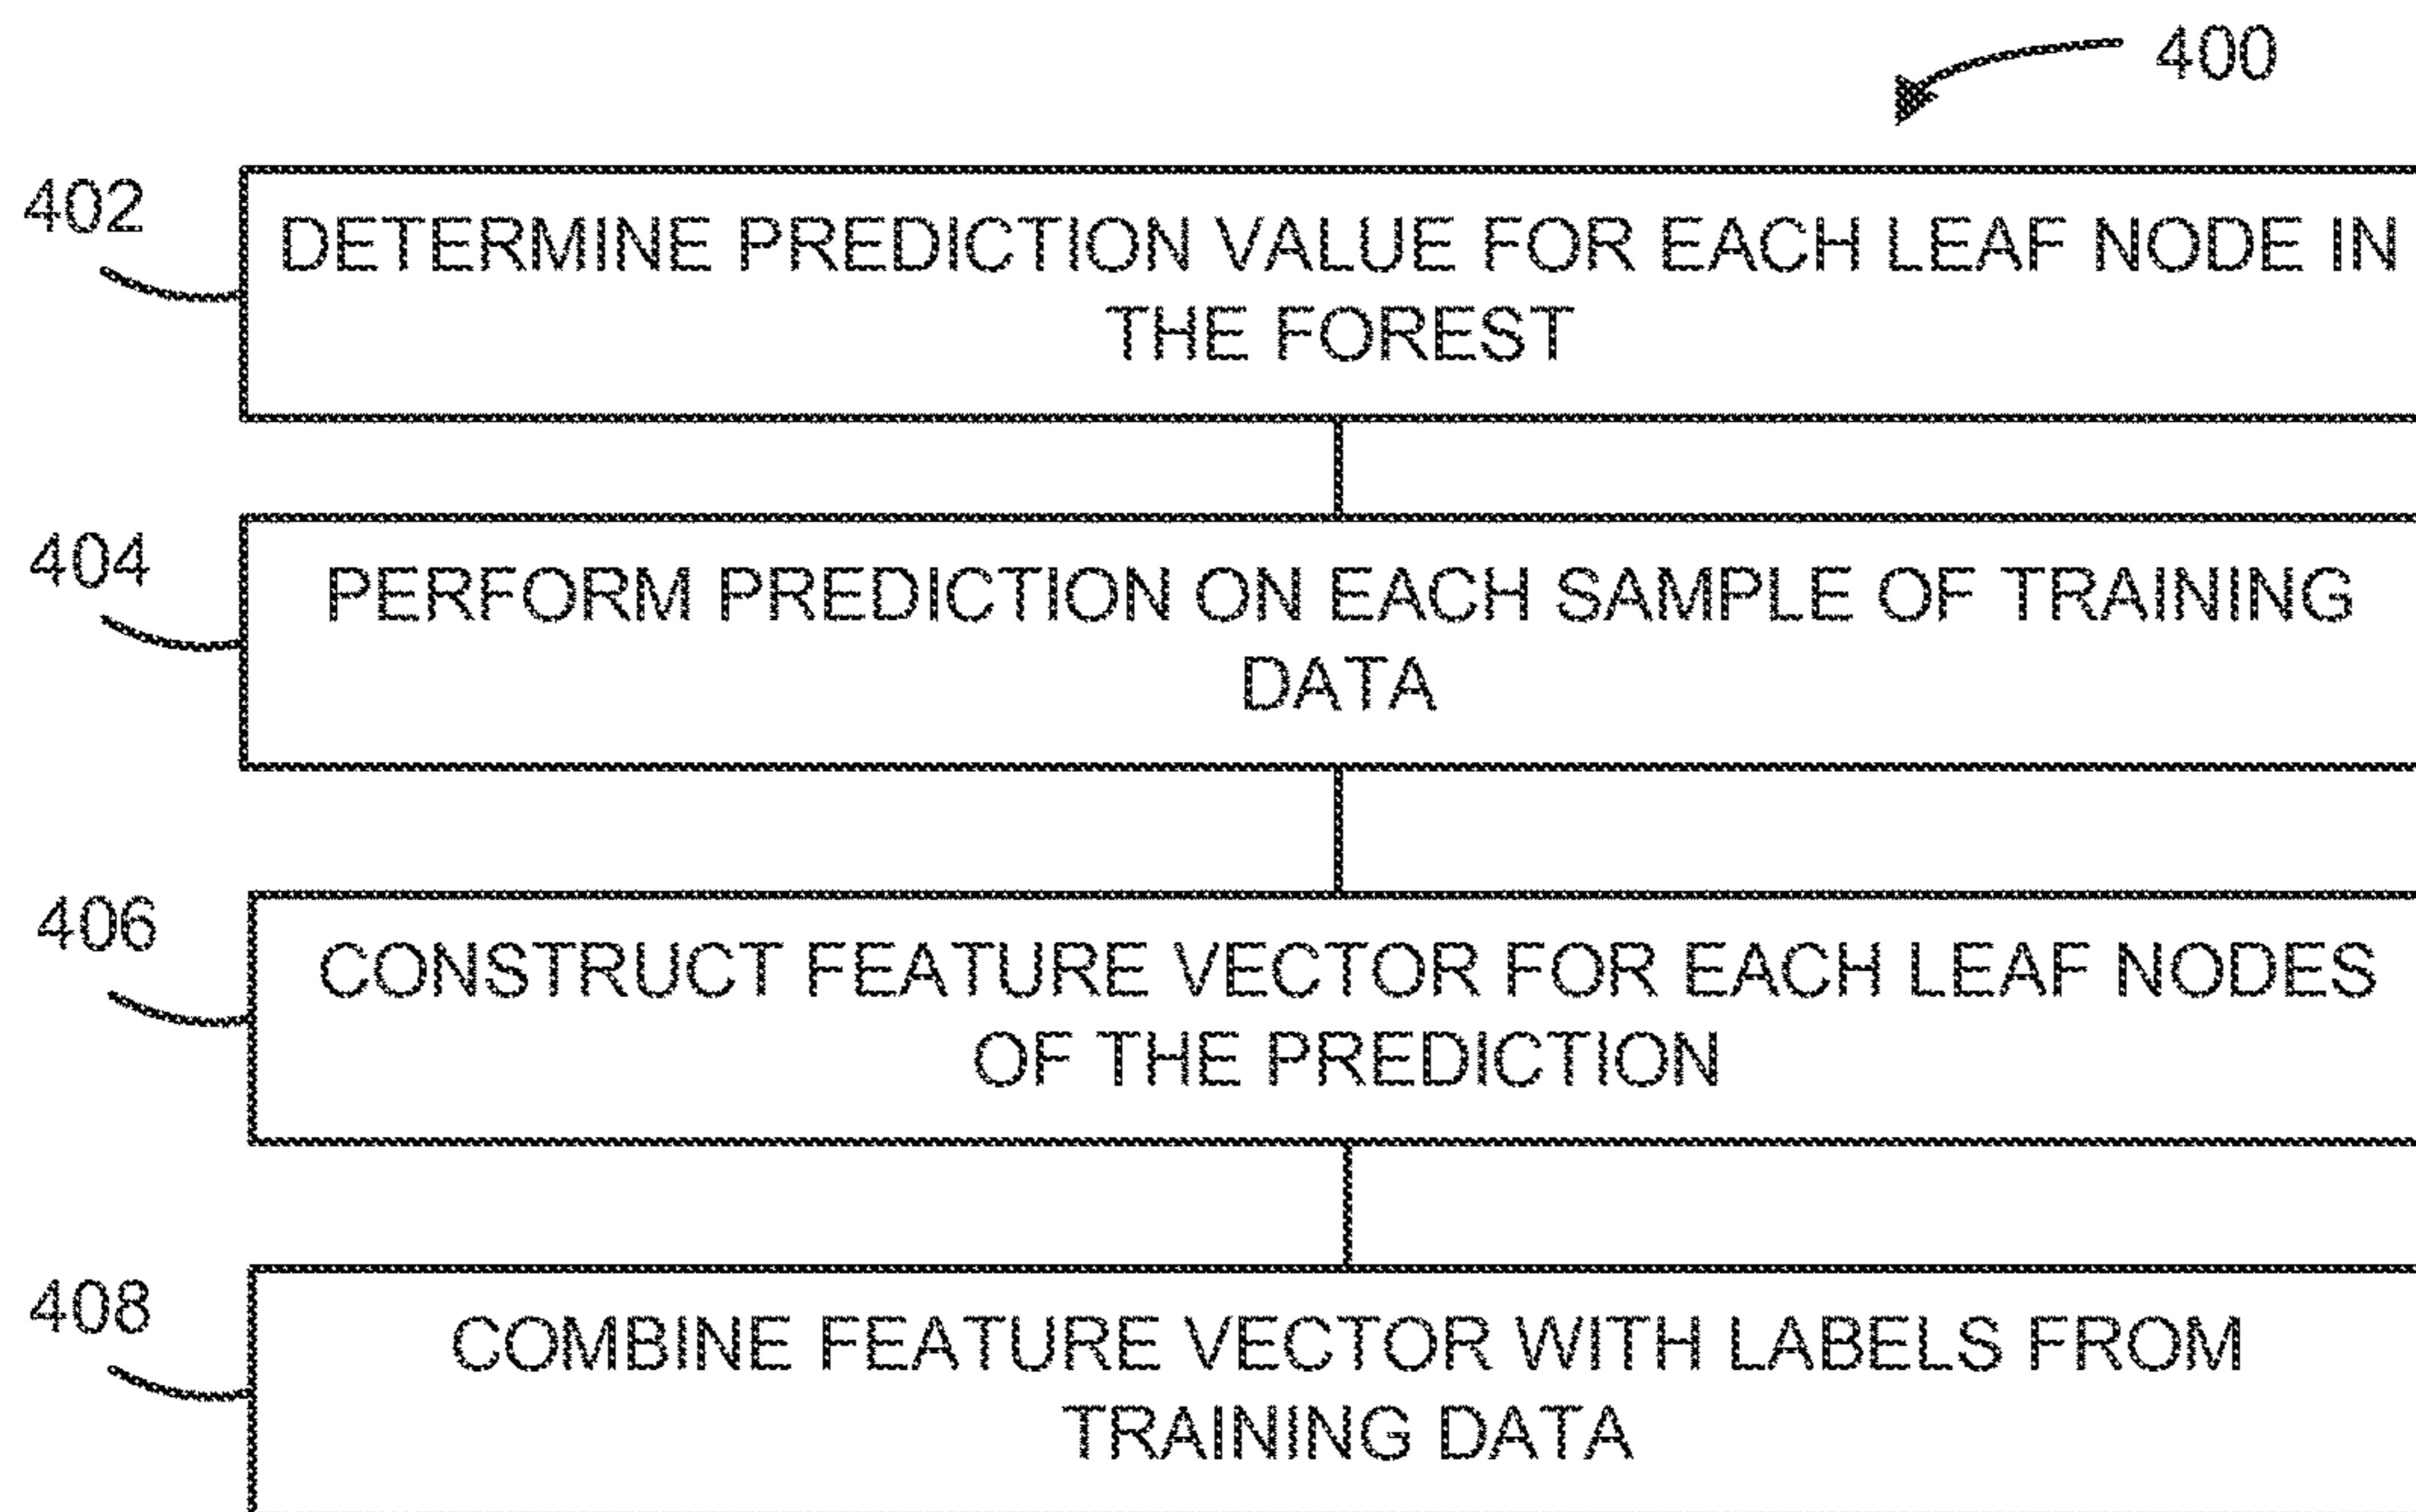 400
402
DETERMINE PREDICTION VALUE FOR EACH LEAF NODE IN
THE FOREST
404
PERFORM PREDICTION ON EACH SAMPLE OF TRAINING
DATA
406
CONSTRUCT FEATURE VECTOR FOR EACH LEAF NODES
OF THE PREDICTION
408
COMBINE FEATURE VECTOR WITH LABELS FROM
TRAINING DATA